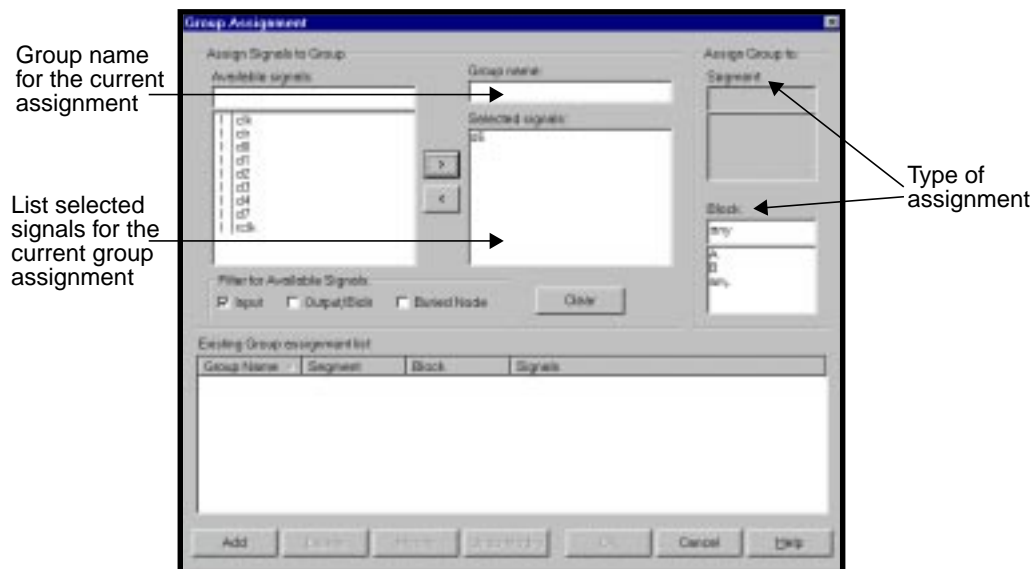 Group Assignment
Group name
for the current
assignment
List selected
signals for the
current group
assignment
Assign Signals to Group
Available signals:
I clk
I clr
I d0
I d1
I d2
I d3
I d4
I d7
I rclk
>
<
Group name:
Selected signals:
Assign Group to:
Segment:
Block:
any
A
B
any
Type of
assignment
Filter for Available Signals:
Input
Output/Bidir
Buried Node
Clear
Existing Group assignment list
Group Name
Segment
Block
Signals
Add
OK
Cancel
Help